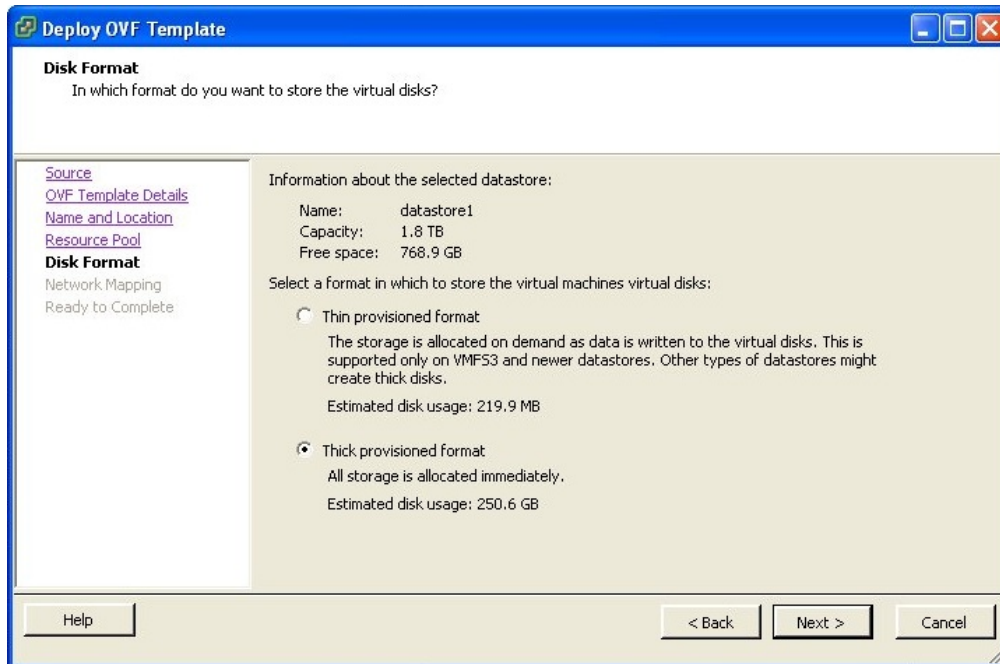 Deploy OVF Template
Disk Format
In which format do you want to store the virtual disks?
Source
OVF Template Details
Name and Location
Resource Pool
Disk Format
Network Mapping
Ready to Complete
Information about the selected datastore:
Name: datastore1
Capacity: 1.8 TB
Free space: 768.9 GB
Select a format in which to store the virtual machines virtual disks:
Thin provisioned format
The storage is allocated on demand as data is written to the virtual disks. This is
supported only on VMFS3 and newer datastores. Other types of datastores might
create thick disks.
Estimated disk usage: 219.9 MB
Thick provisioned format
All storage is allocated immediately.
Estimated disk usage: 250.6 GB
Help
< Back
Next >
Cancel